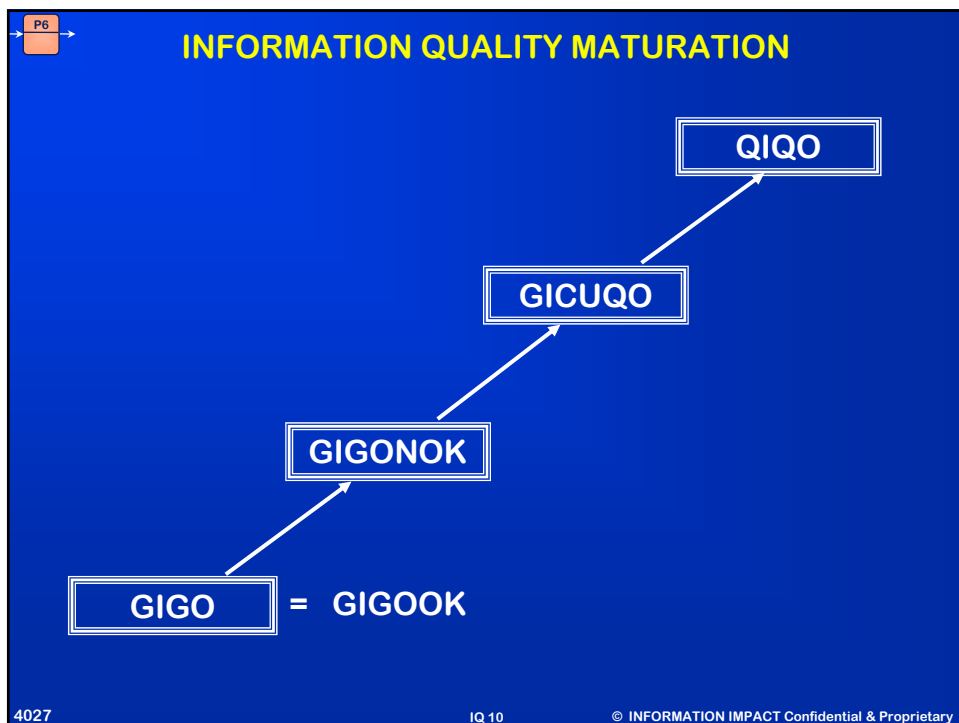 P6
INFORMATION QUALITY MATURATION
QIQO
GICUQO
GIGONOK
GIGO = GIGOOK
4027 IQ 10 © INFORMATION IMPACT Confidential & Proprietary